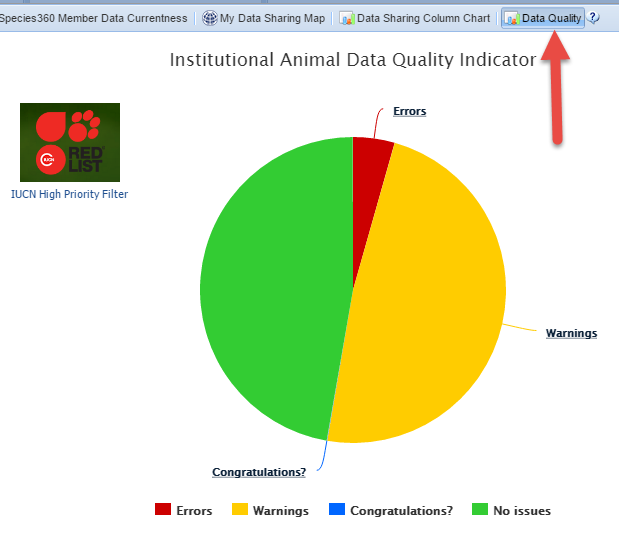 Species360 Member Data Currentness My Data Sharing Map Data Sharing Column Chart Data Quality ?
Institutional Animal Data Quality Indicator
Errors
IUCN
RED
LIST
IUCN High Priority Filter
Warnings
Congratulations?
Errors Warnings Congratulations? No issues